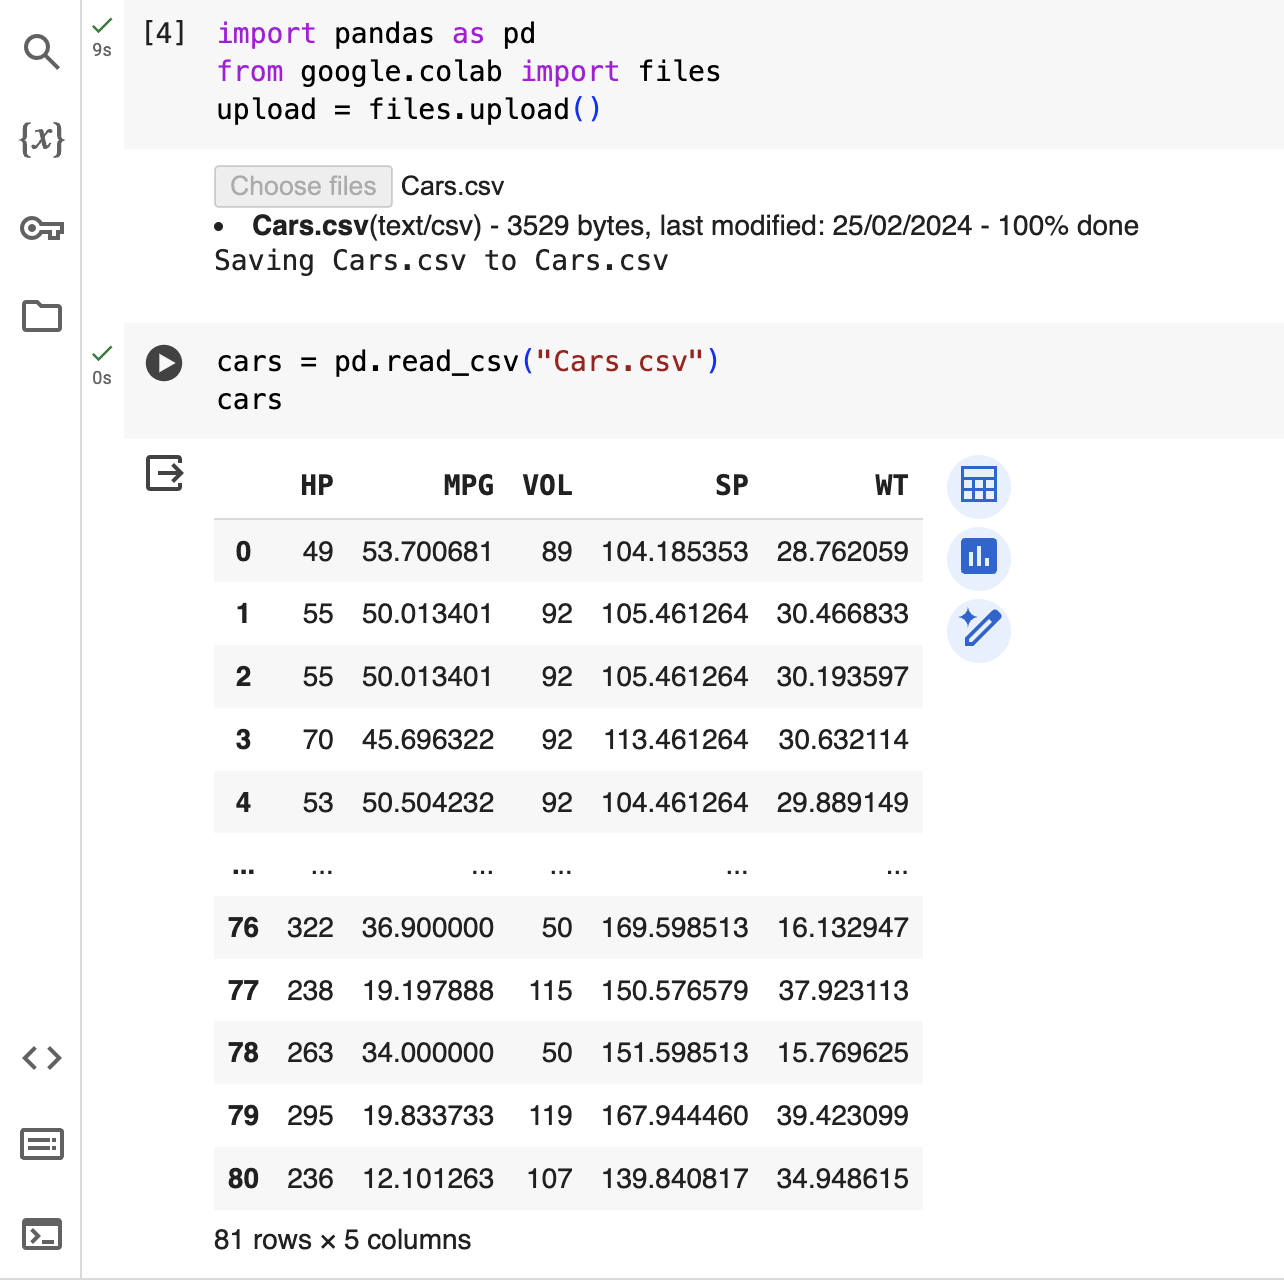 [4] import pandas as pd
9s
from google.colab import files
upload = files.upload()
{x}
Choose files Cars.csv
• Cars.csv(text/csv) - 3529 bytes, last modified: 25/02/2024 - 100% done
Saving Cars.csv to Cars.csv
cars = pd.read_csv("Cars.csv")
0s
cars
HP MPG VOL SP WT
0 49 53.700681 89 104.185353 28.762059
1 55 50.013401 92 105.461264 30.466833
2 55 50.013401 92 105.461264 30.193597
3 70 45.696322 92 113.461264 30.632114
4 53 50.504232 92 104.461264 29.889149
... ... ... ... ... ...
76 322 36.900000 50 169.598513 16.132947
77 238 19.197888 115 150.576579 37.923113
78 263 34.000000 50 151.598513 15.769625
79 295 19.833733 119 167.944460 39.423099
80 236 12.101263 107 139.840817 34.948615
81 rows × 5 columns